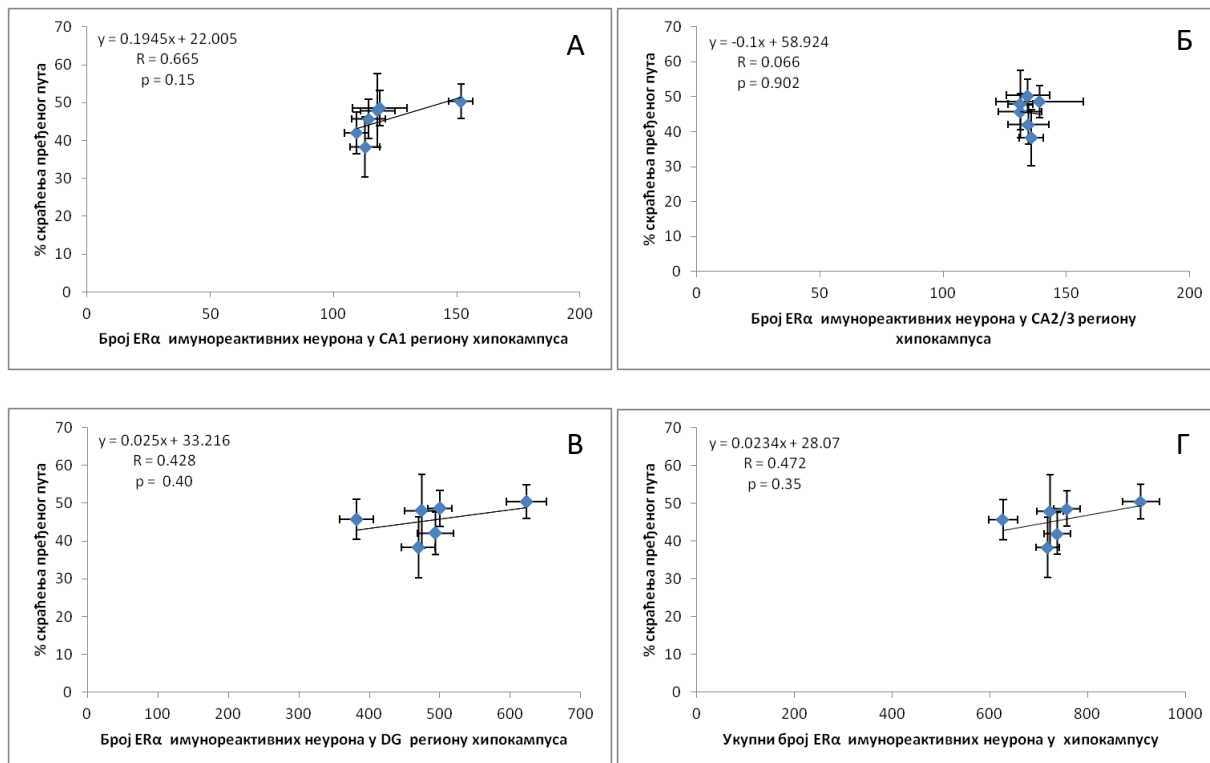 А
y = 0.1945x + 22.005
R = 0.665
p = 0.15
% скраћења пређеног пута
70
60
50
40
30
20
10
0
0 50 100 150 200
Број ERα имунореактивних неурона у CA1 региону хипокампуса
Б
y = -0.1x + 58.924
R = 0.066
p = 0.902
% скраћења пређеног пута
70
60
50
40
30
20
10
0
0 50 100 150 200
Број ERα имунореактивних неурона у CA2/3 региону
хипокампуса
В
y = 0.025x + 33.216
R = 0.428
p = 0.40
% скраћења пређеног пута
70
60
50
40
30
20
10
0
0 100 200 300 400 500 600 700
Број ERα имунореактивних неурона у DG региону хипокампуса
Г
y = 0.0234x + 28.07
R = 0.472
p = 0.35
% скраћења пређеног пута
70
60
50
40
30
20
10
0
0 200 400 600 800 1000
Укупни број ERα имунореактивних неурона у хипокампусу